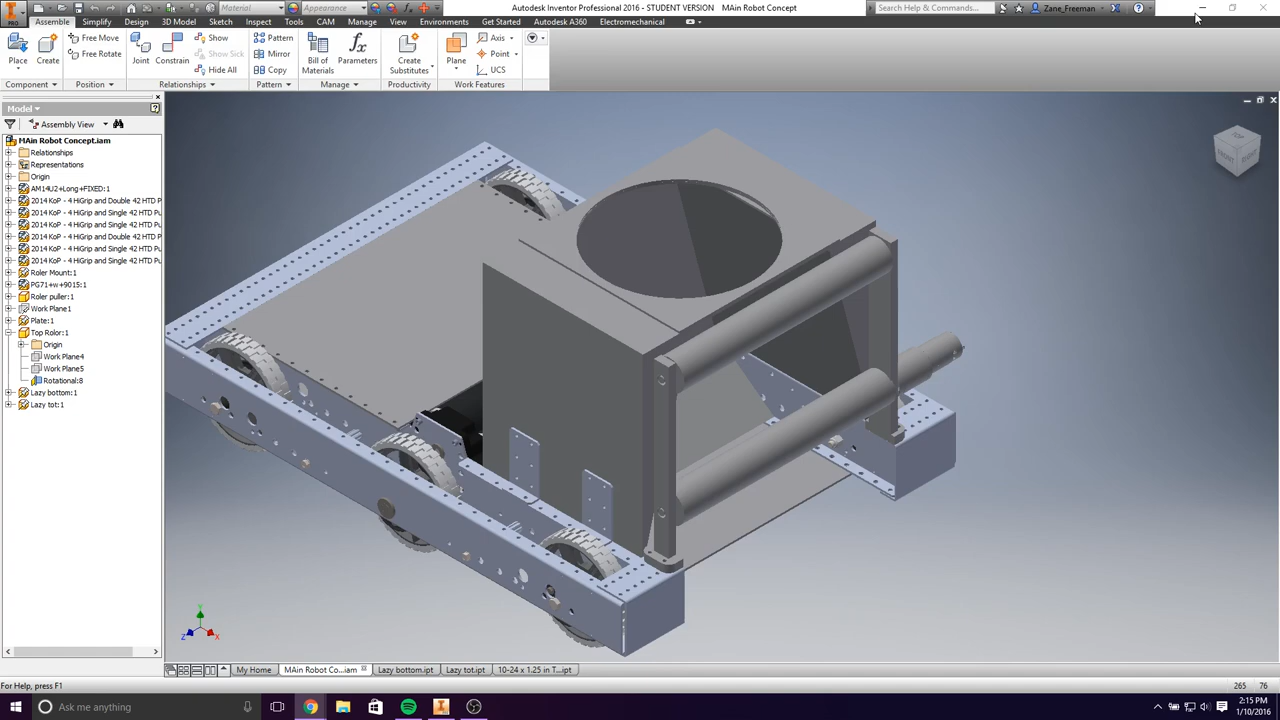 Autodesk Inventor Professional 2016 - STUDENT VERSION MAin Robot Concept
Material
Appearance
Search Help & Commands...
Zane_Freeman
PRO
Assemble Simplify Design 3D Model Sketch Inspect Tools CAM Manage View Environments Get Started Autodesk A360 Electromechanical
Place
Create
Free Move
Free Rotate
Joint
Constrain
Show
Show Sick
Hide All
Pattern
Mirror
Copy
Bill of
Materials
Parameters
Create
Substitutes
Plane
Axis
Point
UCS
Component
Position
Relationships
Pattern
Manage
Productivity
Work Features
Model
Assembly View
MAin Robot Concept.iam
Relationships
Representations
Origin
AM14U2+Long+FIXED:1
2014 KoP - 4 HiGrip and Double 42 HTD P
2014 KoP - 4 HiGrip and Single 42 HTD Pu
2014 KoP - 4 HiGrip and Single 42 HTD Pu
2014 KoP - 4 HiGrip and Double 42 HTD P
2014 KoP - 4 HiGrip and Single 42 HTD Pu
2014 KoP - 4 HiGrip and Single 42 HTD Pu
Roler Mount:1
PG71+w+9015:1
Roler puller:1
Work Plane1
Plate:1
Top Rolor:1
Origin
Work Plane4
Work Plane5
Rotational:8
Lazy bottom:1
Lazy tot:1
TOP
FRONT
RIGHT
Y
Z
X
My Home
MAin Robot Co...iam
Lazy bottom.ipt
Lazy tot.ipt
10-24 x 1.25 in T...ipt
For Help, press F1
265 76
Ask me anything
2:15 PM
1/10/2016